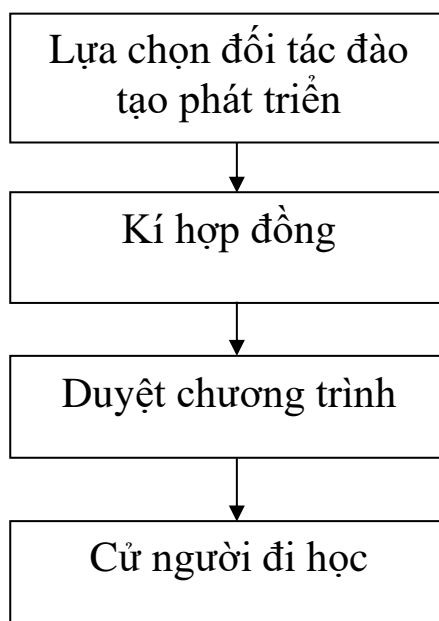 Lựa chọn đối tác đào
tạo phát triển
Kí hợp đồng
Duyệt chương trình
Cử người đi học